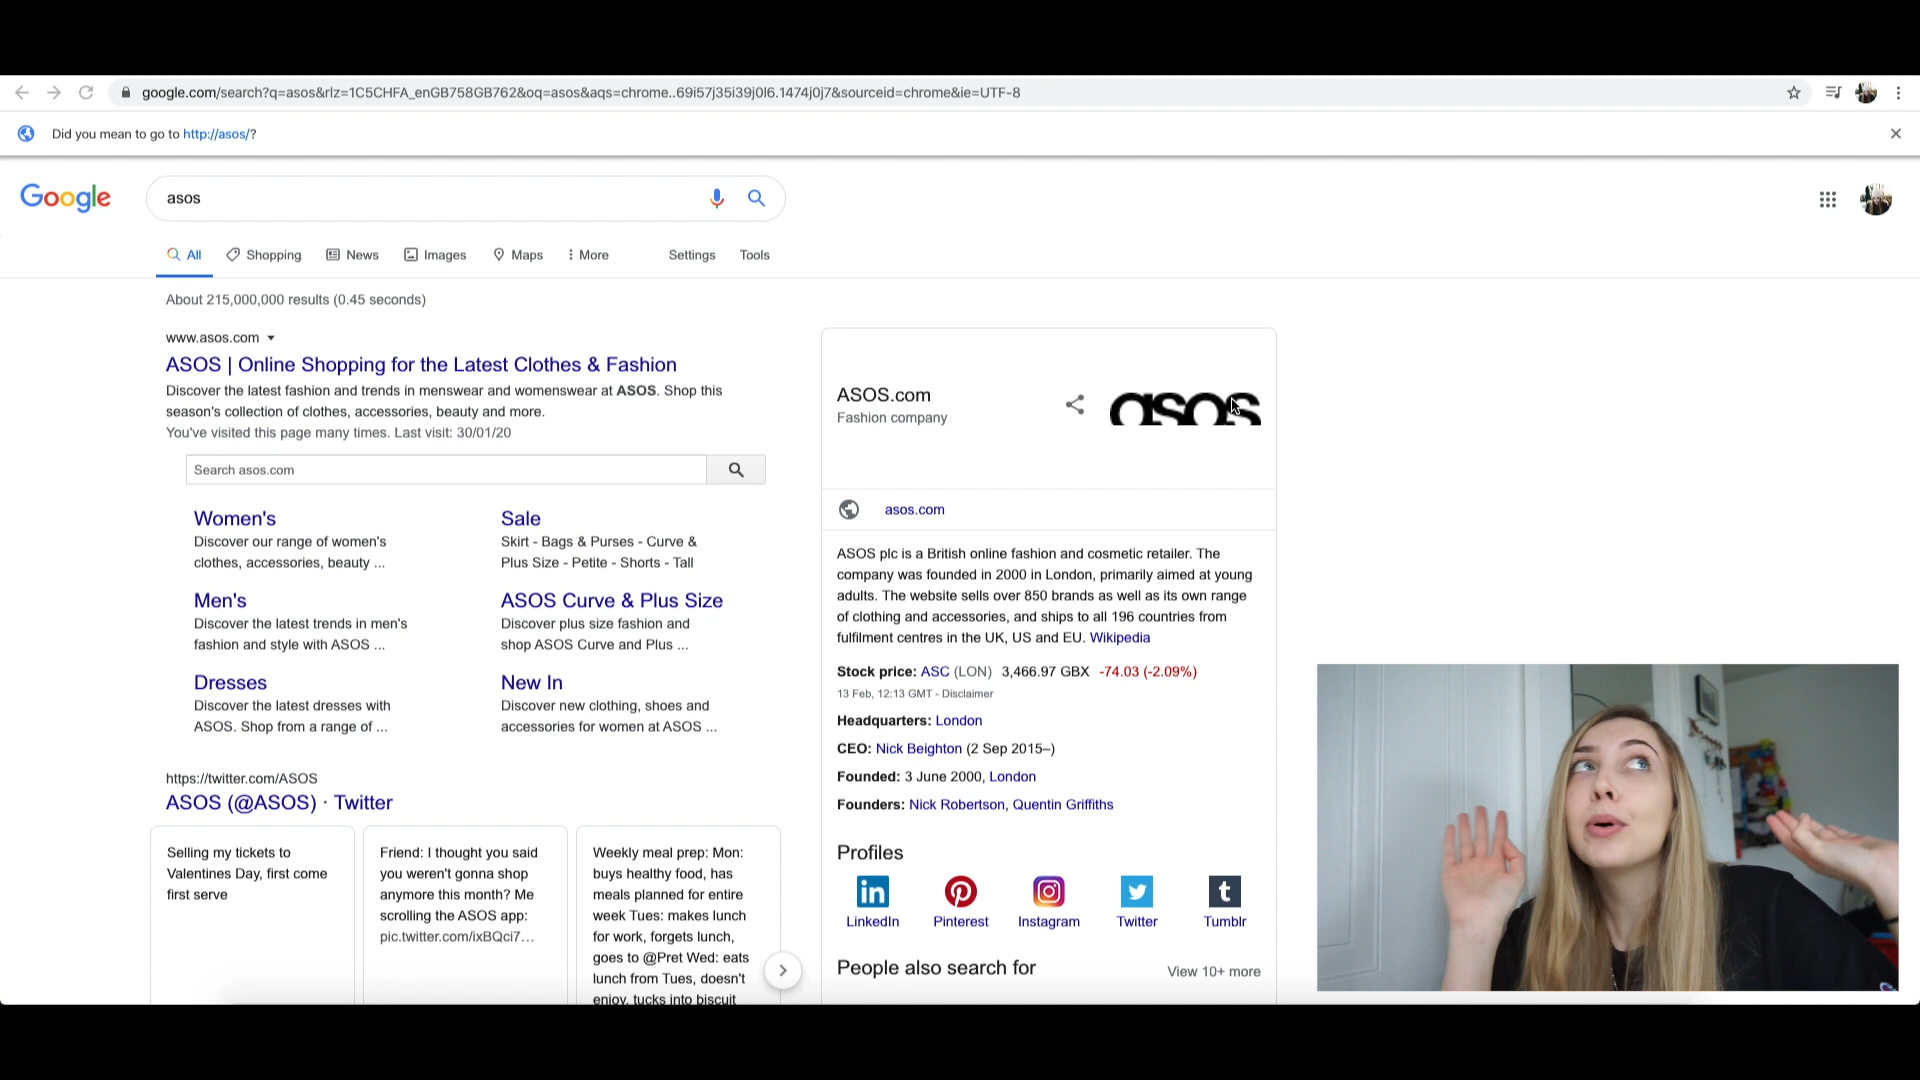 google.com/search?q=asos&rlz=1C5CHFA_enGB758GB762&oq=asos&aqs=chrome..69i57j35i39j0l6.1474j0j7&sourceid=chrome&ie=UTF-8
Did you mean to go to http://asos/?
Google
asos
All
Shopping
News
Images
Maps
More
Settings
Tools
About 215,000,000 results (0.45 seconds)
www.asos.com
ASOS | Online Shopping for the Latest Clothes & Fashion
Discover the latest fashion and trends in menswear and womenswear at ASOS. Shop this
season's collection of clothes, accessories, beauty and more.
You've visited this page many times. Last visit: 30/01/20
Search asos.com
Women's
Discover our range of women's
clothes, accessories, beauty ...
Sale
Skirt - Bags & Purses - Curve &
Plus Size - Petite - Shorts - Tall
Men's
Discover the latest trends in men's
fashion and style with ASOS ...
ASOS Curve & Plus Size
Discover plus size fashion and
shop ASOS Curve and Plus ...
Dresses
Discover the latest dresses with
ASOS. Shop from a range of ...
New In
Discover new clothing, shoes and
accessories for women at ASOS ...
https://twitter.com/ASOS
ASOS (@ASOS) · Twitter
Selling my tickets to
Valentines Day, first come
first serve
Friend: I thought you said
you weren't gonna shop
anymore this month? Me
scrolling the ASOS app:
pic.twitter.com/ixBQci7...
Weekly meal prep: Mon:
buys healthy food, has
meals planned for entire
week Tues: makes lunch
for work, forgets lunch,
goes to @Pret Wed: eats
lunch from Tues, doesn't
enjoy, tucks into biscuit
ASOS.com
Fashion company
asos
asos.com
ASOS plc is a British online fashion and cosmetic retailer. The
company was founded in 2000 in London, primarily aimed at young
adults. The website sells over 850 brands as well as its own range
of clothing and accessories, and ships to all 196 countries from
fulfilment centres in the UK, US and EU. Wikipedia
Stock price: ASC (LON) 3,466.97 GBX -74.03 (-2.09%)
13 Feb, 12:13 GMT - Disclaimer
Headquarters: London
CEO: Nick Beighton (2 Sep 2015–)
Founded: 3 June 2000, London
Founders: Nick Robertson, Quentin Griffiths
Profiles
LinkedIn
Pinterest
Instagram
Twitter
Tumblr
People also search for
View 10+ more